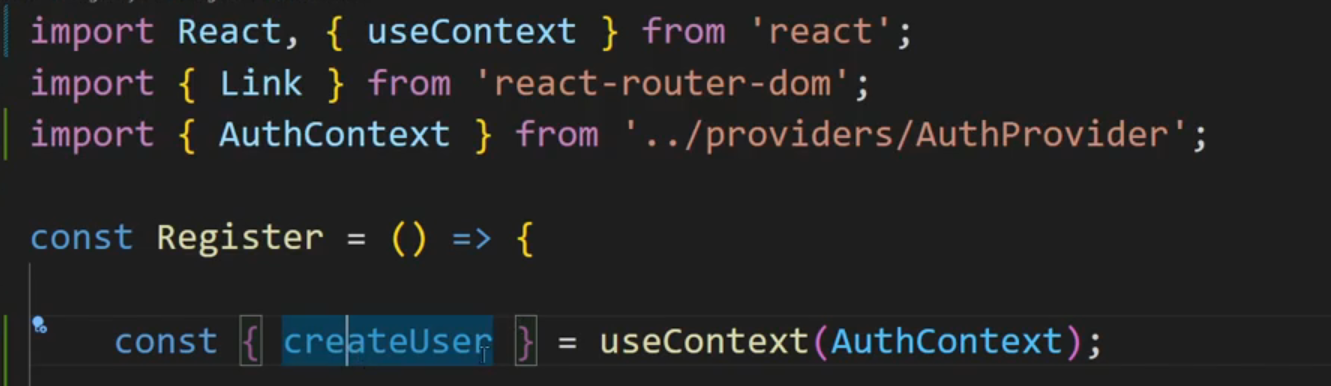 import React, { useContext } from 'react';
import { Link } from 'react-router-dom';
import { AuthContext } from '../providers/AuthProvider';
const Register = () => {
const { createUser } = useContext(AuthContext);